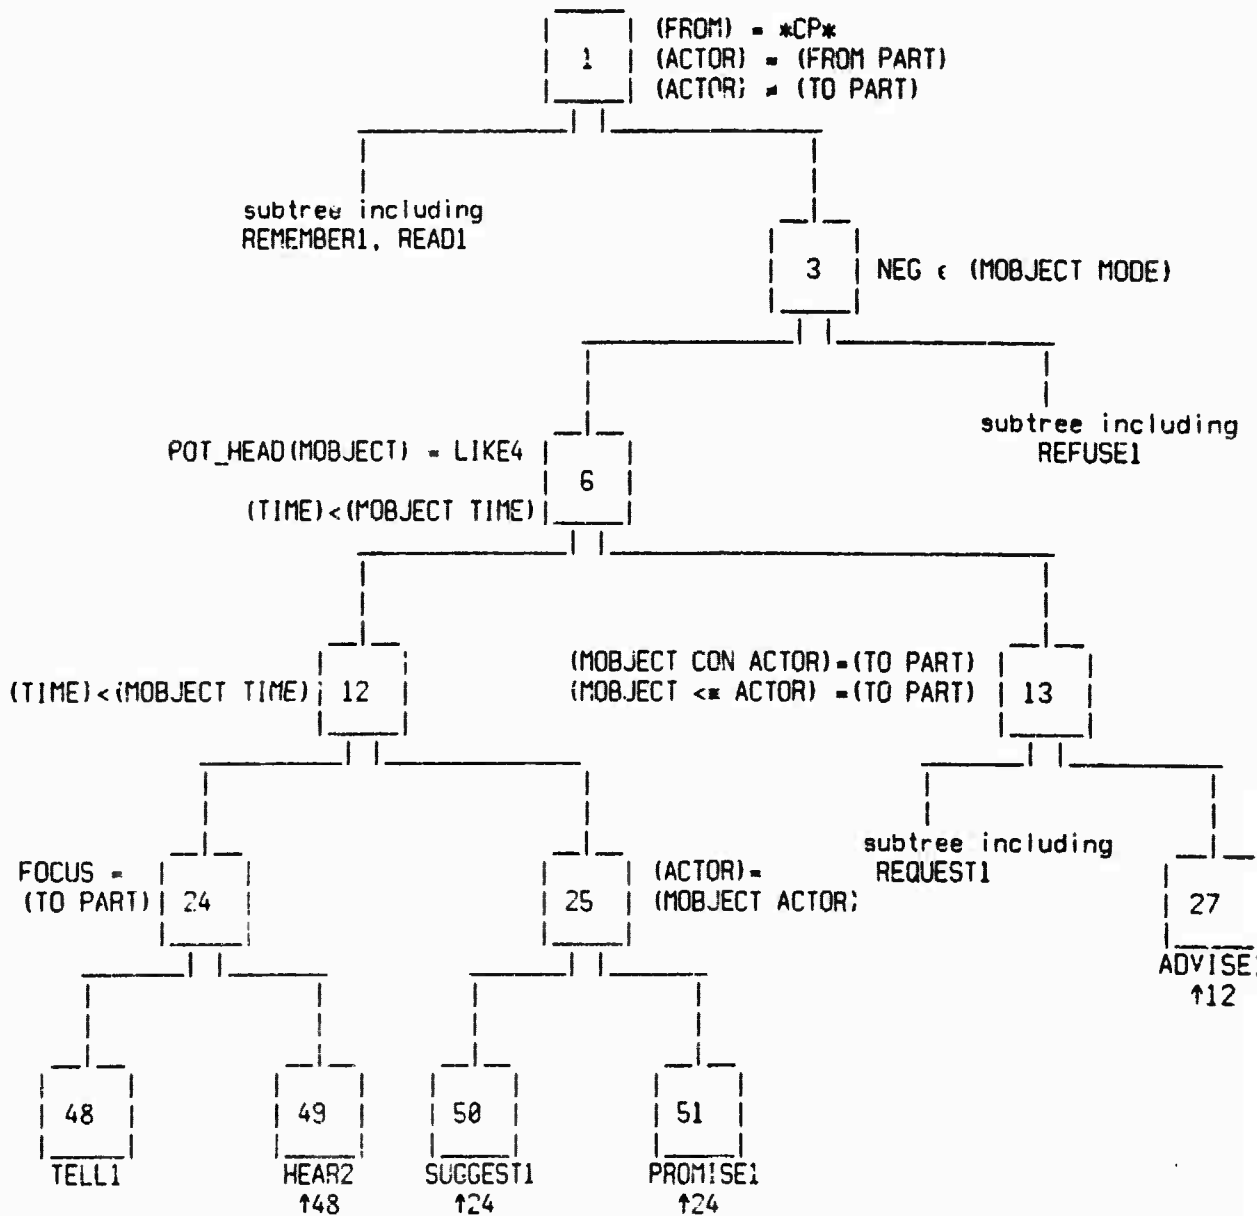 (FROM) = *CP*
1
(ACTOR) = (FROM PART)
(ACTOR) ≠ (TO PART)
subtree including
REMEMBER1, READ1
3
NEG ε (MOBJECT MODE)
subtree including
REFUSE1
POT_HEAD(MOBJECT) = LIKE4
6
(TIME)<(MOBJECT TIME)
(TIME)<(MOBJECT TIME)
12
(MOBJECT CON ACTOR)=(TO PART)
(MOBJECT <≡ ACTOR) =(TO PART)
13
FOCUS =
(TO PART)
24
25
(ACTOR)=
(MOBJECT ACTOR)
subtree including
REQUEST1
27
ADVISE1
↑12
48
TELL1
49
HEAR2
↑48
50
SUGGEST1
↑24
51
PROMISE1
↑24